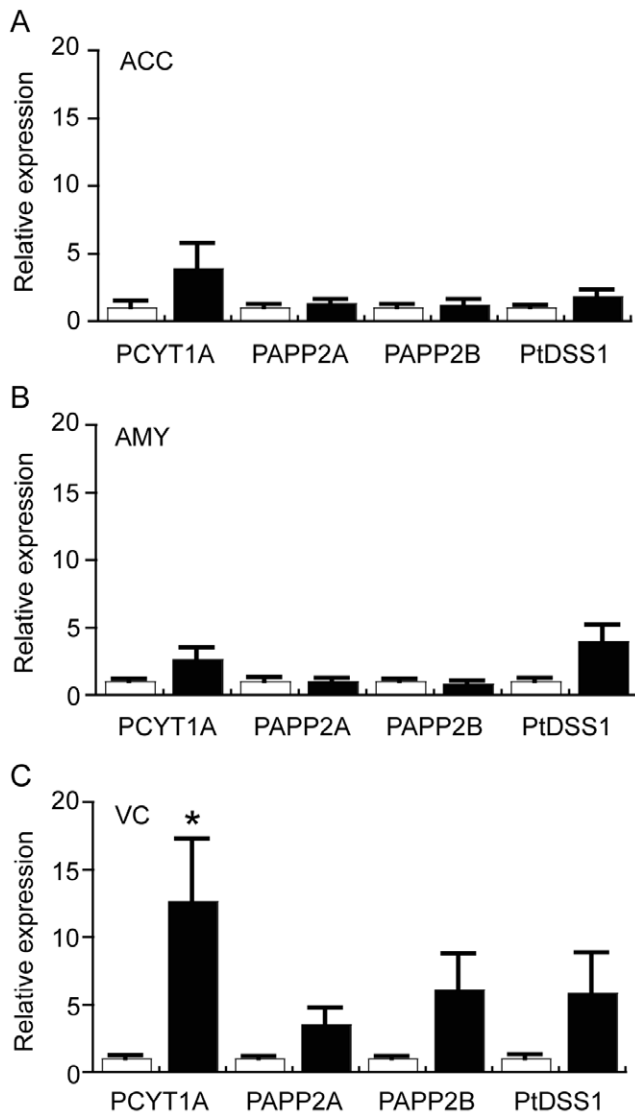 A
ACC
Relative expression
20
15
10
5
0
PCYT1A PAPP2A PAPP2B PtDSS1
B
AMY
Relative expression
20
15
10
5
0
PCYT1A PAPP2A PAPP2B PtDSS1
C
VC
*
Relative expression
20
15
10
5
0
PCYT1A PAPP2A PAPP2B PtDSS1